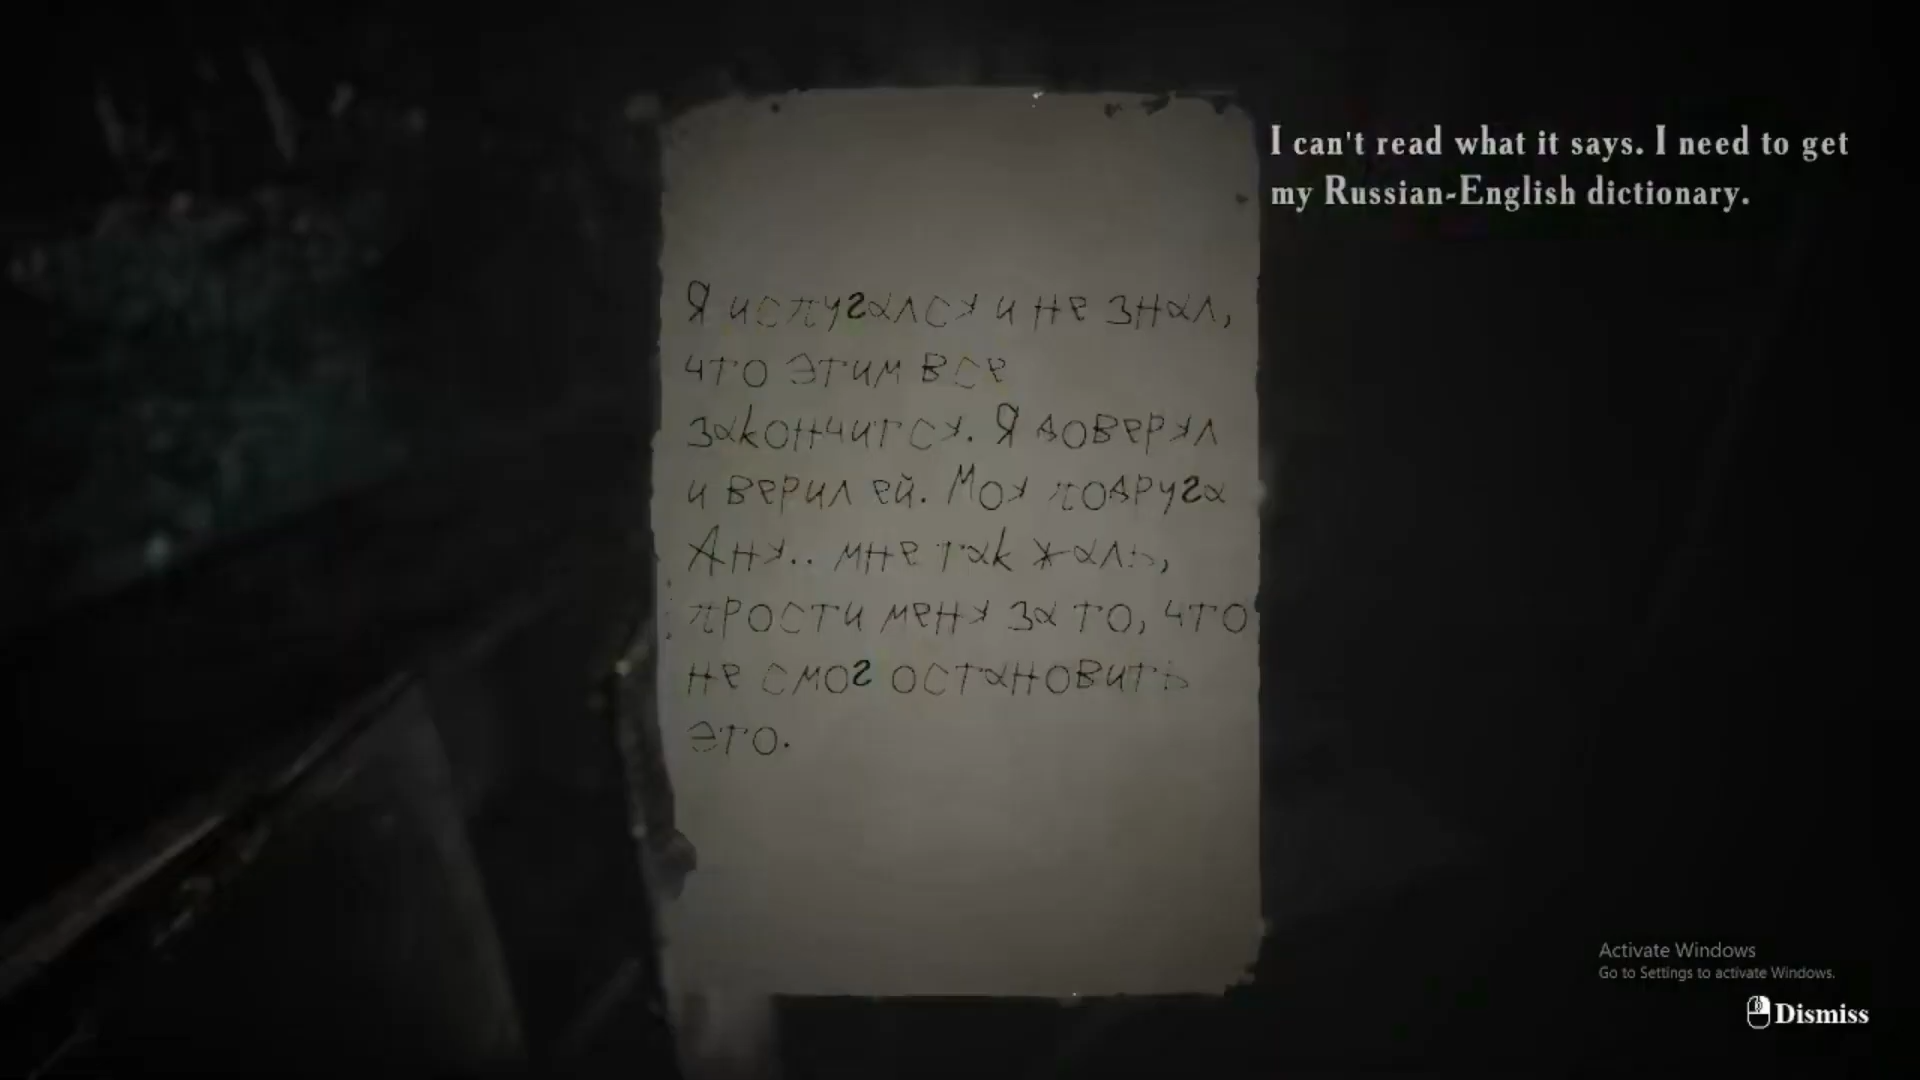 I can't read what it says. I need to get
my Russian-English dictionary.
Я испугался и не знал,
что этим все
закончится. Я доверял
и верил ей. Моя подруга
Аня.. мне так жаль,
прости меня за то, что
не смог остановить
это.
Activate Windows
Go to Settings to activate Windows.
Dismiss